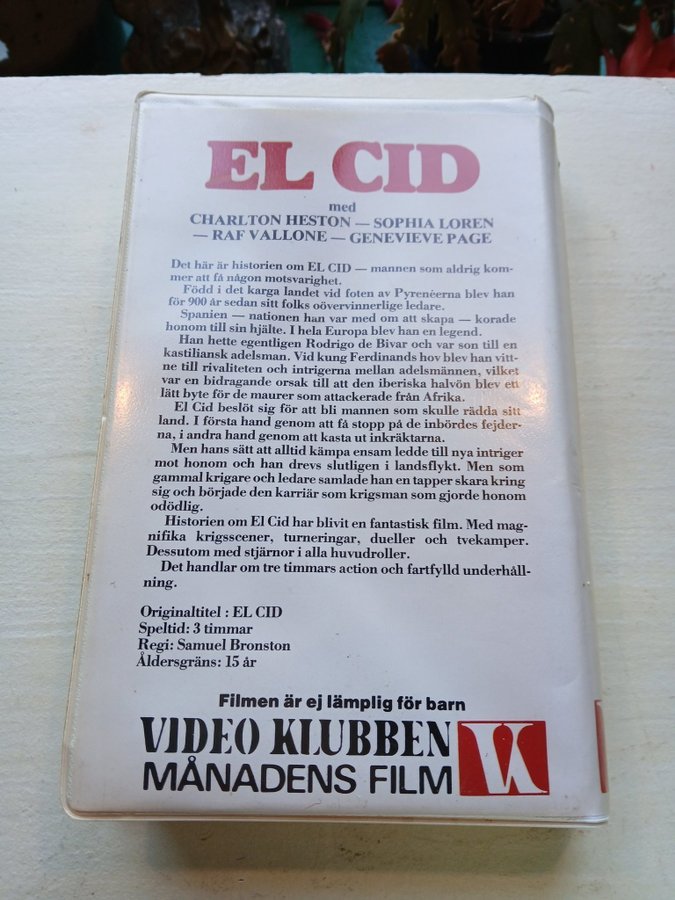 EL CID
med
CHARLTON HESTON — SOPHIA LOREN
— RAF VALLONE — GENEVIEVE PAGE
Det här är historien om EL CID — mannen som aldrig kom-
mer att få någon motsvarighet.
Född i det karga landet vid foten av Pyrenéerna blev han
för 900 år sedan sitt folks oövervinnerlige ledare.
Spanien — nationen han var med om att skapa — korade
honom till sin hjälte. I hela Europa blev han en legend.
Han hette egentligen Rodrigo de Bivar och var son till en
kastiliansk adelsman. Vid kung Ferdinands hov blev han vitt-
ne till rivaliteten och intrigerna mellan adelsmännen, vilket
var en bidragande orsak till att den iberiska halvön blev ett
lätt byte för de maurer som attackerade från Afrika.
El Cid beslöt sig för att bli mannen som skulle rädda sitt
land. I första hand genom att få stopp på de inbördes fejder-
na, i andra hand genom att kasta ut inkräktarna.
Men hans sätt att alltid kämpa ensam ledde till nya intriger
mot honom och han drevs slutligen i landsflykt. Men som
gammal krigare och ledare samlade han en tapper skara kring
sig och började den karriär som krigsman som gjorde honom
odödlig.
Historien om El Cid har blivit en fantastisk film. Med mag-
nifika krigsscener, turneringar, dueller och tvekamper.
Dessutom med stjärnor i alla huvudroller.
Det handlar om tre timmars action och fartfylld underhåll-
ning.
Originaltitel : EL CID
Speltid: 3 timmar
Regi: Samuel Bronston
Åldersgräns: 15 år
Filmen är ej lämplig för barn
VIDEO KLUBBEN
MÅNADENS FILM
VK